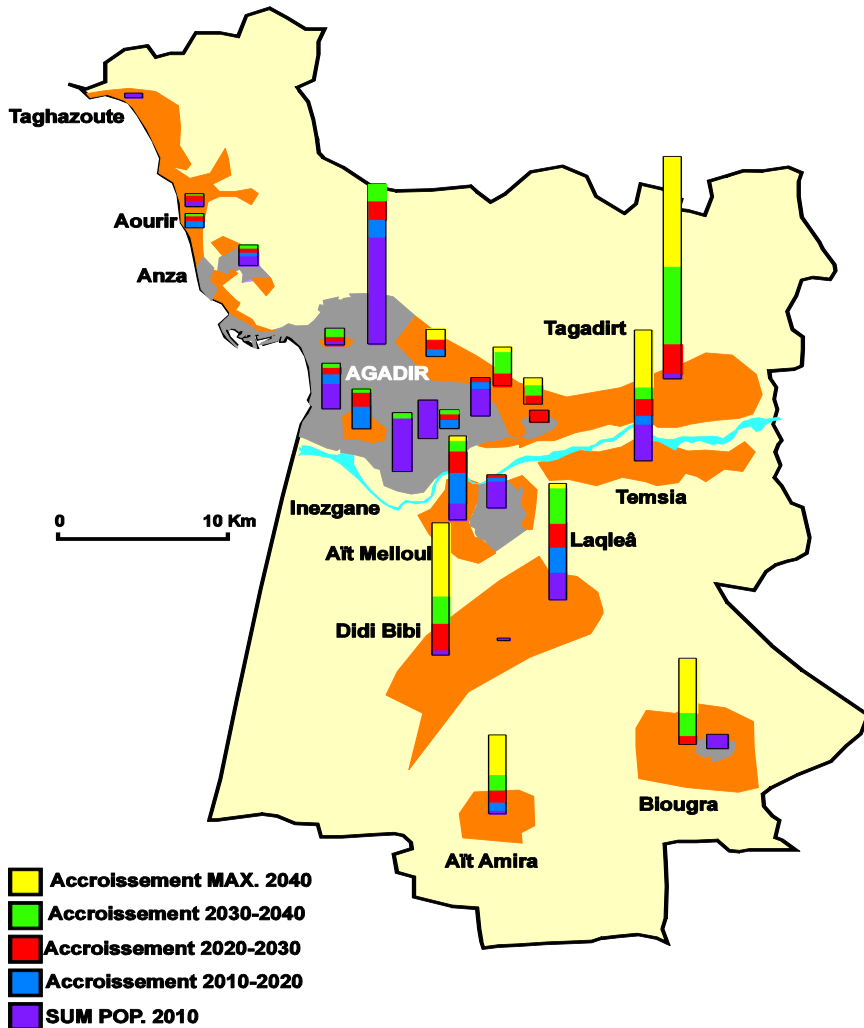 Taghazoute
Aourir
Anza
Tagadirt
AGADIR
Inezgane
0 10 Km
Temsia
Aït Melloul
Laqleâ
Didi Bibi
Biougra
Aït Amira
Accroissement MAX. 2040
Accroissement 2030-2040
Accroissement 2020-2030
Accroissement 2010-2020
SUM POP. 2010